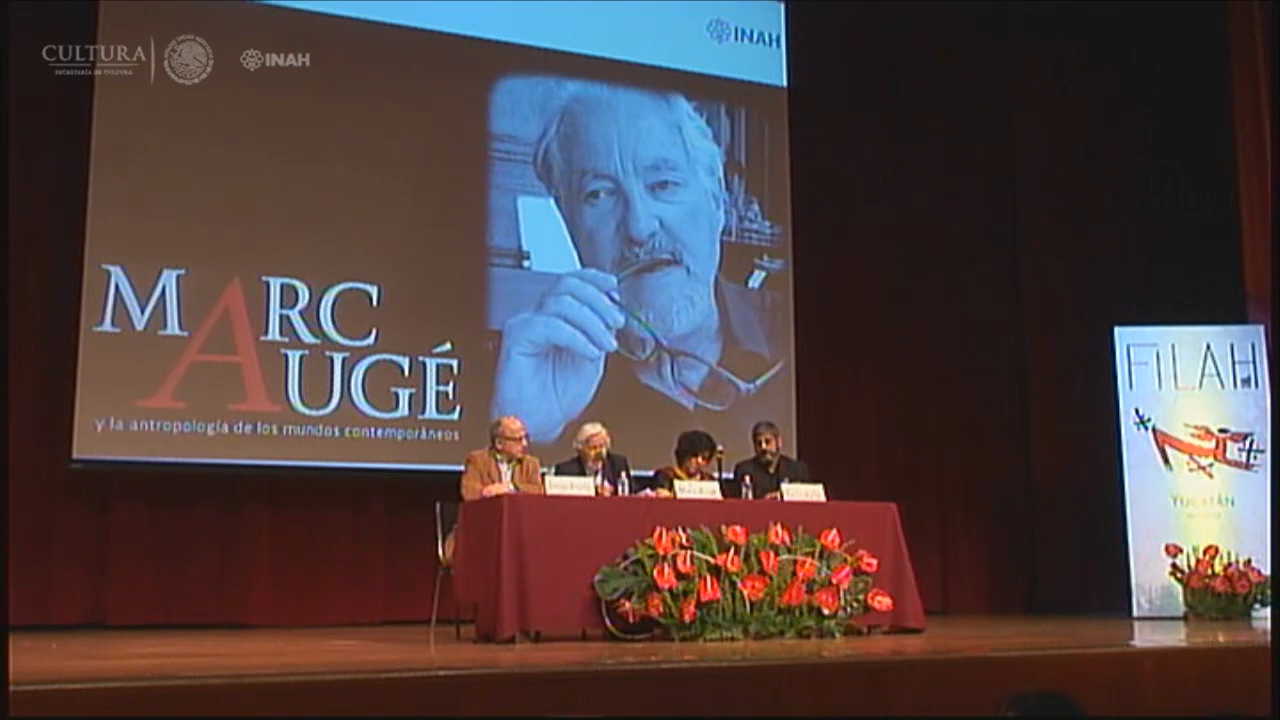 CULTURA
SECRETARÍA DE CULTURA
INAH
INAH
MARC
AUGÉ
y la antropología de los mundos contemporáneos
FILAH
YUCATÁN